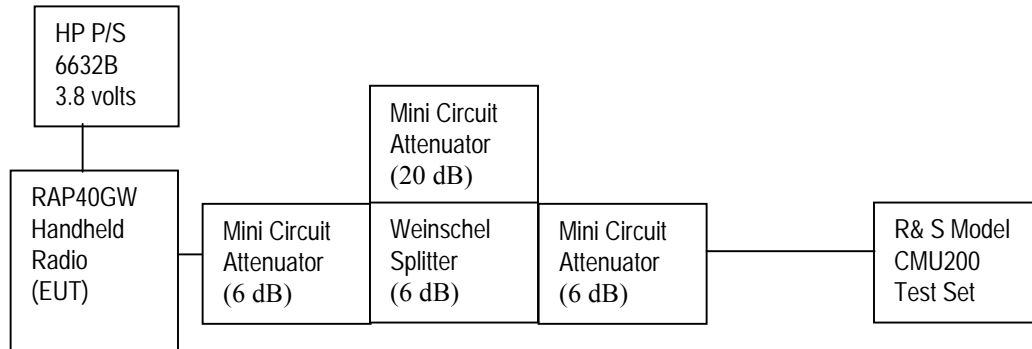 HP P/S
6632B
3.8 volts
Mini Circuit
Attenuator
(20 dB)
RAP40GW
Handheld
Radio
(EUT)
Mini Circuit
Attenuator
(6 dB)
Weinschel
Splitter
(6 dB)
Mini Circuit
Attenuator
(6 dB)
R& S Model
CMU200
Test Set